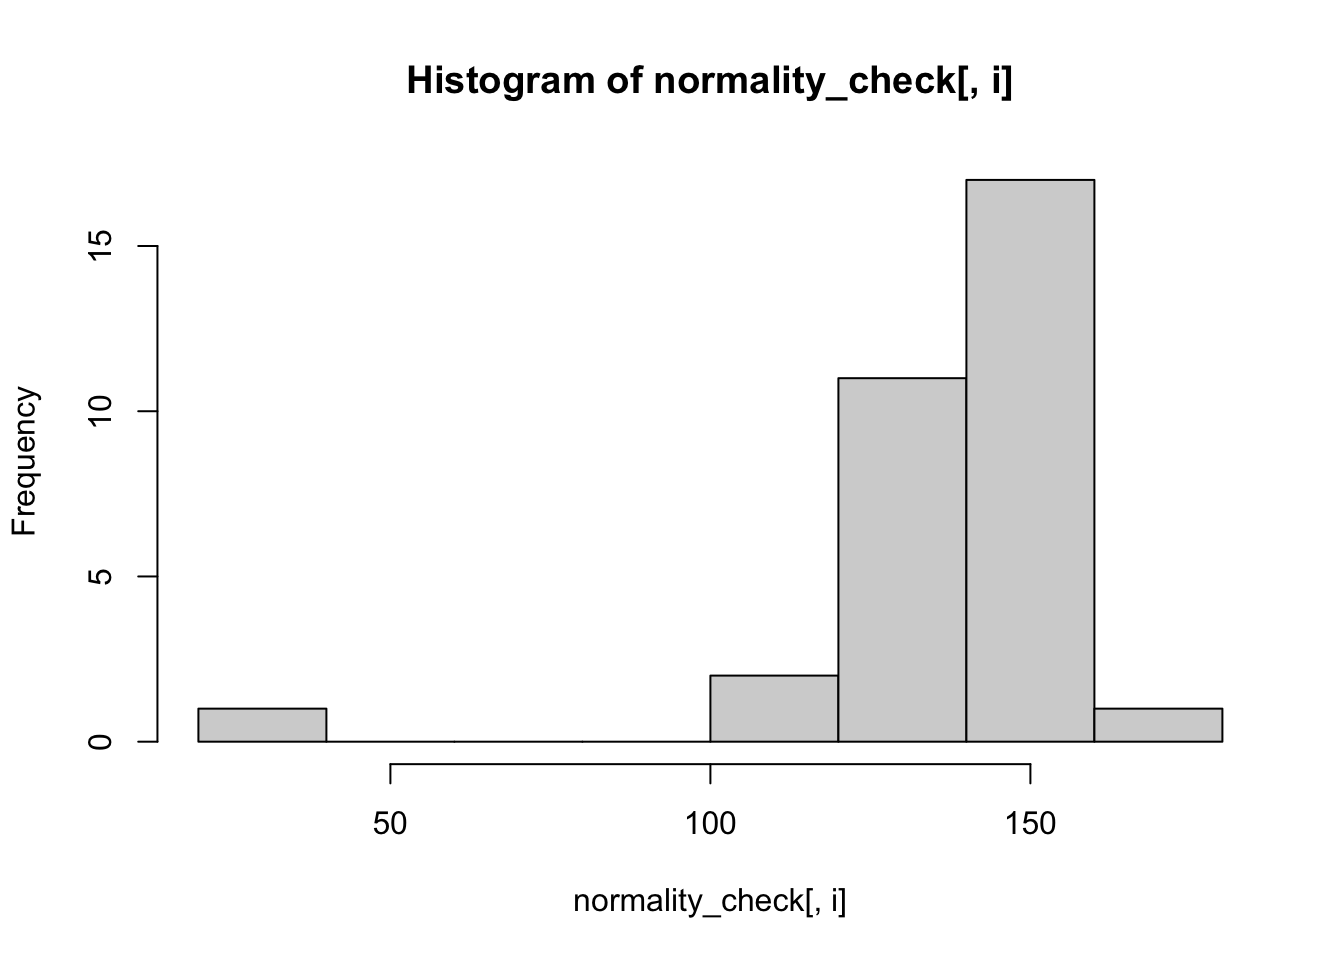 Histogram of normality_check[, i]
Frequency
15
10
5
0
50 100 150
normality_check[, i]